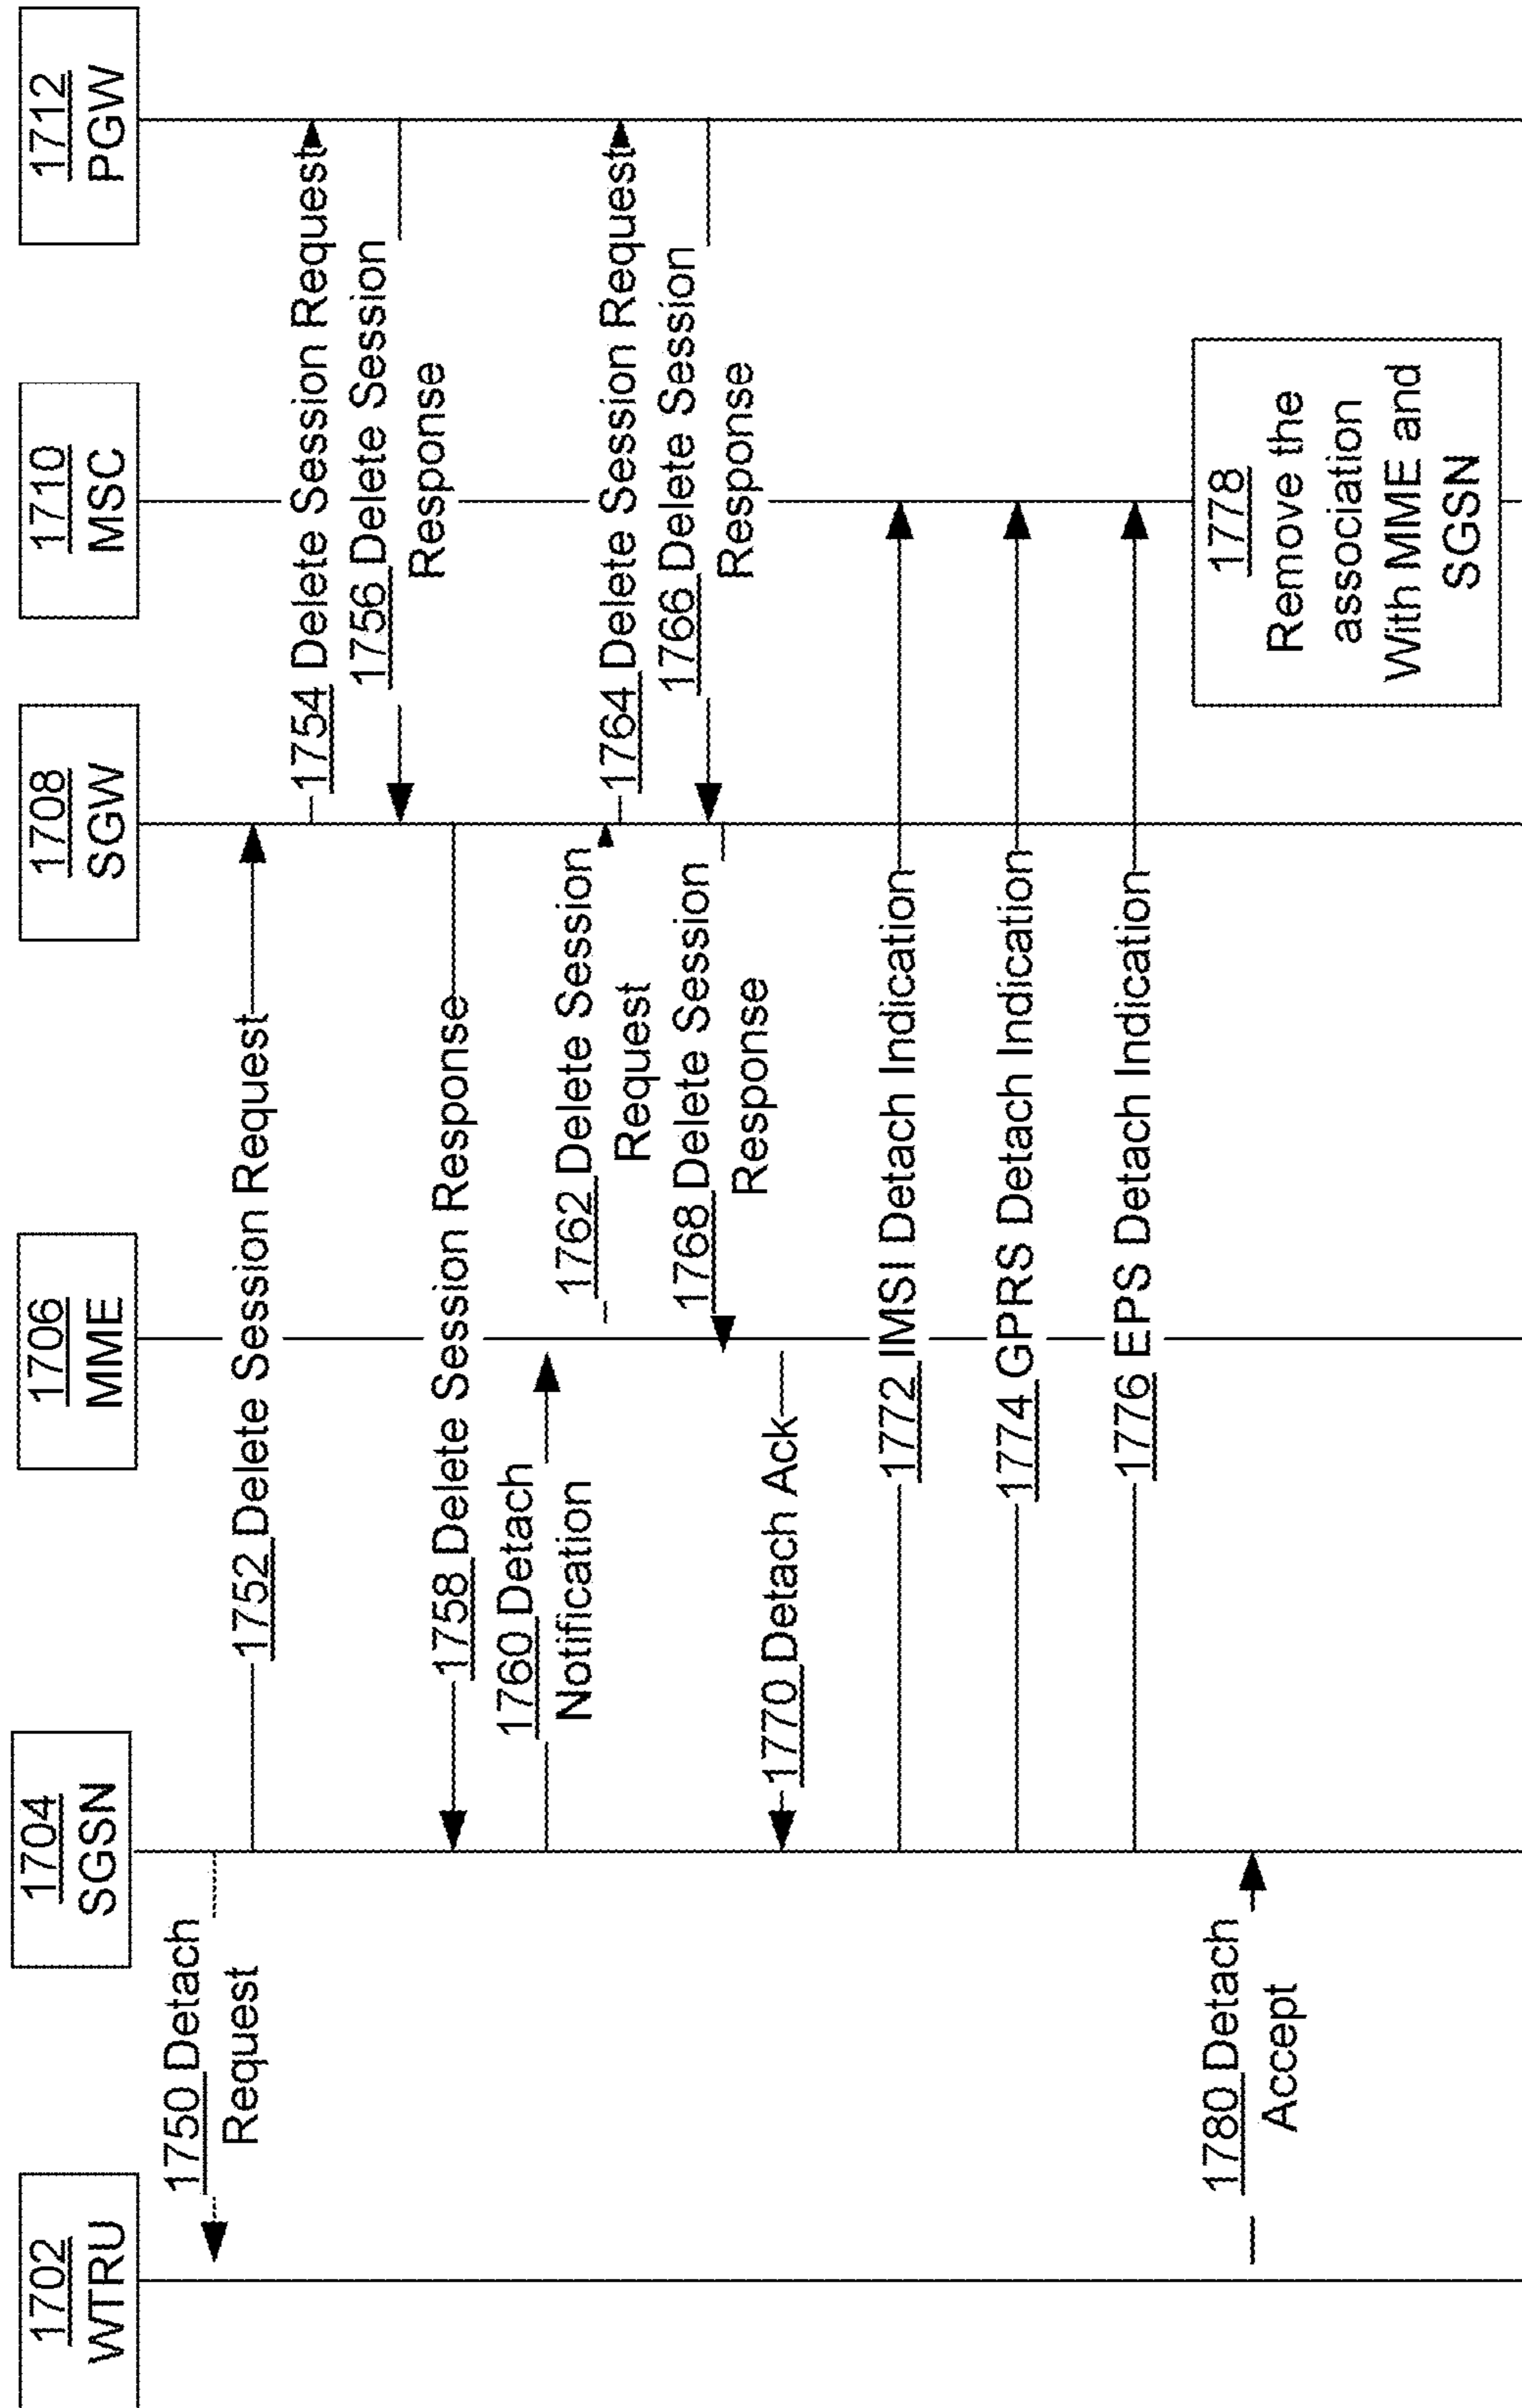 1702
WTRU
1704
SGSN
1706
MME
1708
SGW
1710
MSC
1712
PGW
1750 Detach
Request
1752 Delete Session Request
1754 Delete Session Request
1756 Delete Session
Response
1758 Delete Session Response
1760 Detach
Notification
1762 Delete Session
Request
1764 Delete Session Request
1766 Delete Session
Response
1768 Delete Session
Response
1770 Detach Ack
1772 IMSI Detach Indication
1774 GPRS Detach Indication
1776 EPS Detach Indication
1778
Remove the
association
With MME and
SGSN
1780 Detach
Accept